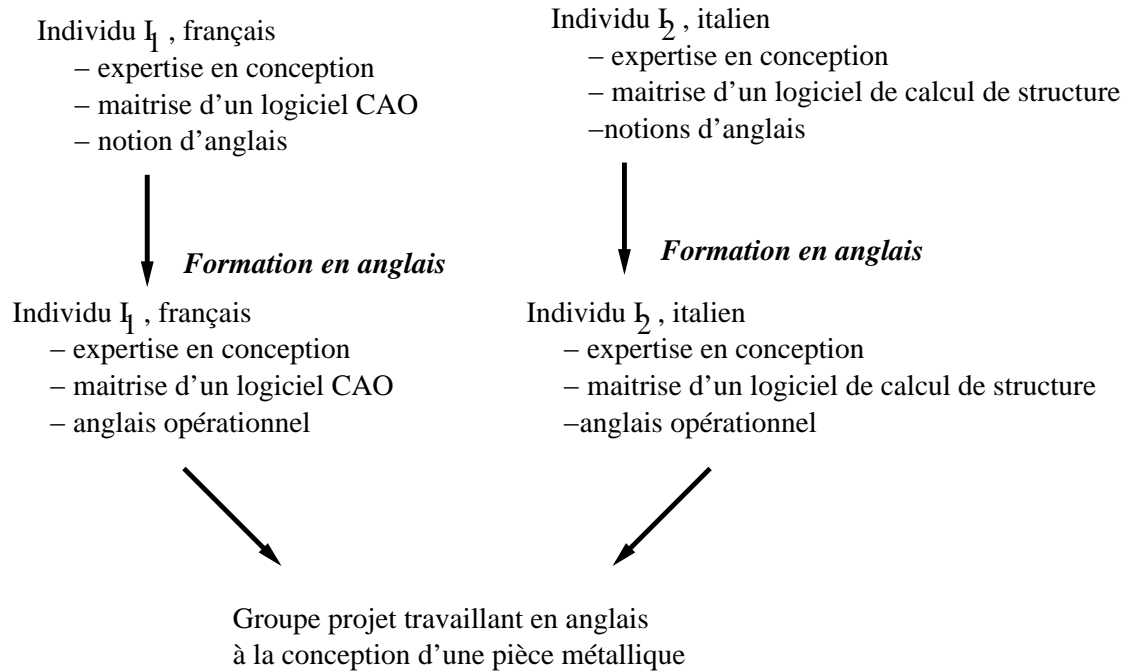 Individu I1 , français
– expertise en conception
– maitrise d'un logiciel CAO
– notion d'anglais
Individu I2 , italien
– expertise en conception
– maitrise d'un logiciel de calcul de structure
–notions d'anglais
Formation en anglais
Formation en anglais
Individu I1 , français
– expertise en conception
– maitrise d'un logiciel CAO
– anglais opérationnel
Individu I2 , italien
– expertise en conception
– maitrise d'un logiciel de calcul de structure
–anglais opérationnel
Groupe projet travaillant en anglais
à la conception d'une pièce métallique